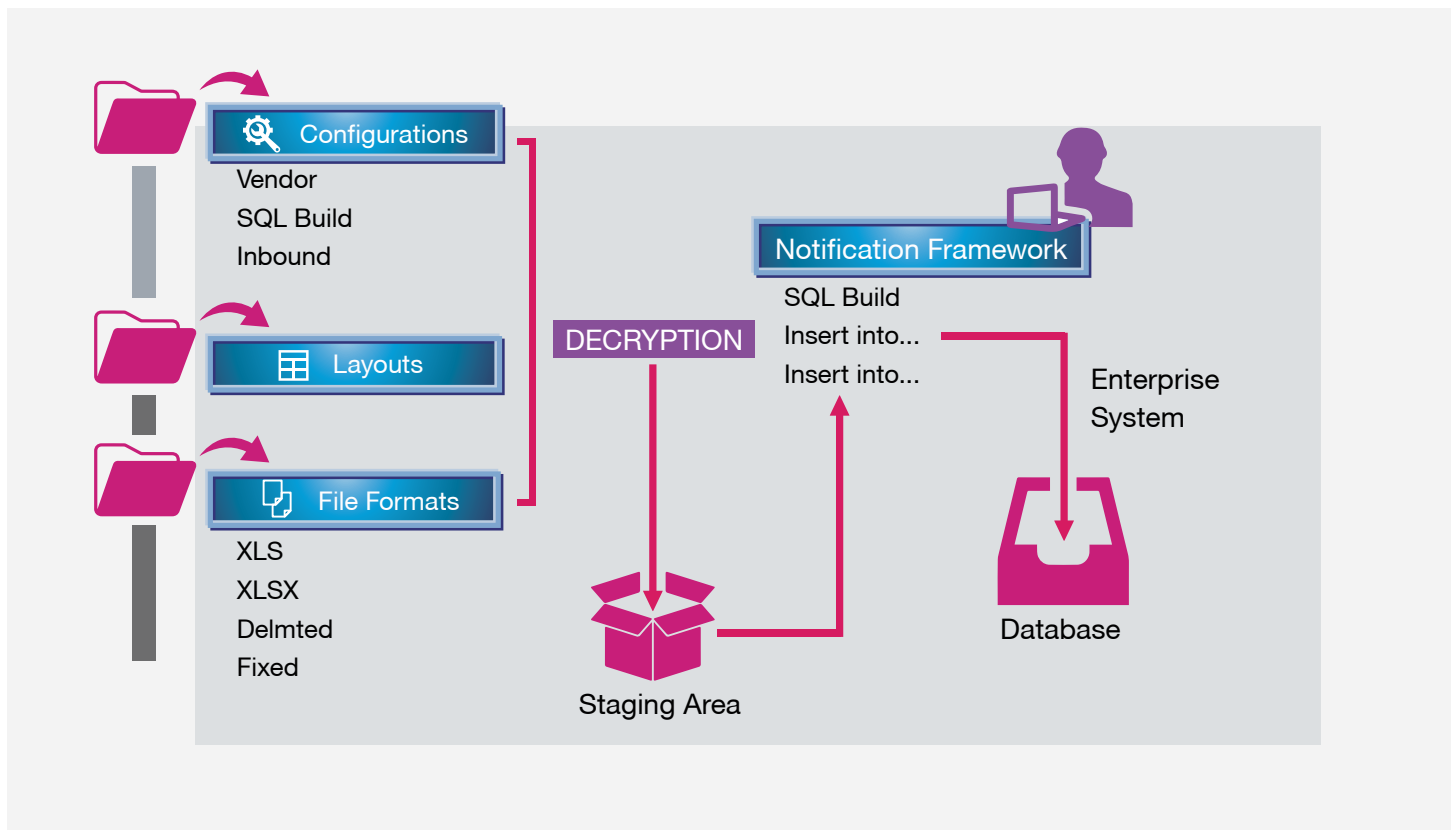 Configurations
Vendor
SQL Build
Inbound
Layouts
File Formats
XLS
XLSX
Delmted
Fixed
DECRYPTION
Staging Area
Notification Framework
SQL Build
Insert into...
Insert into...
Enterprise
System
Database